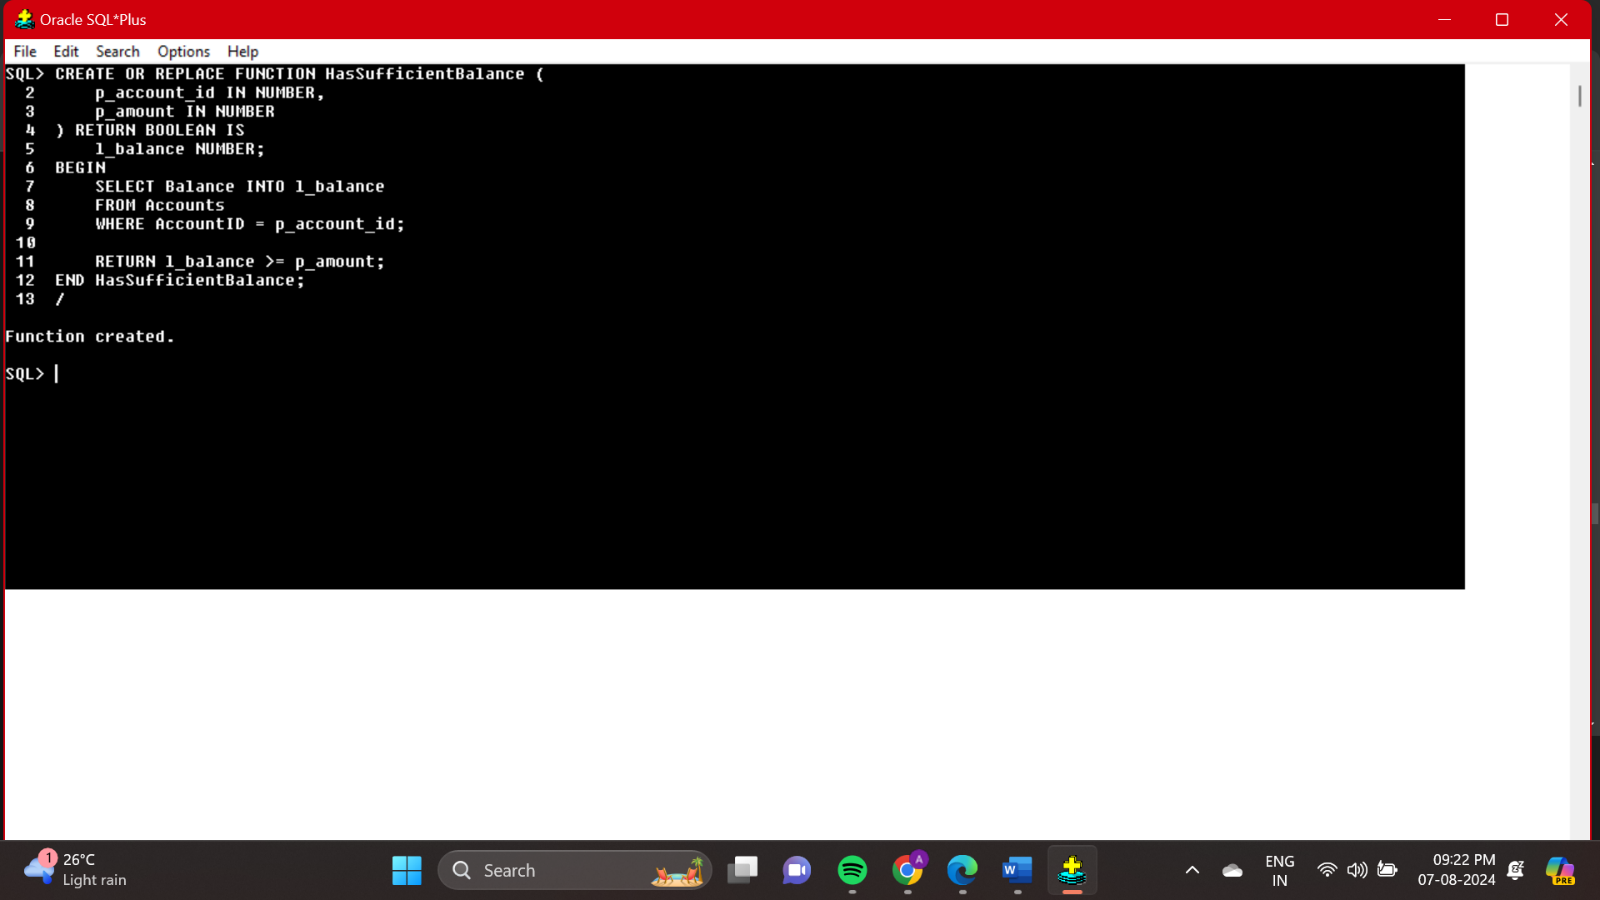 Oracle SQL*Plus
File Edit Search Options Help
SQL> CREATE OR REPLACE FUNCTION HasSufficientBalance (
2 p_account_id IN NUMBER,
3 p_amount IN NUMBER
4 ) RETURN BOOLEAN IS
5 l_balance NUMBER;
6 BEGIN
7 SELECT Balance INTO l_balance
8 FROM Accounts
9 WHERE AccountID = p_account_id;
10
11 RETURN l_balance >= p_amount;
12 END HasSufficientBalance;
13 /
Function created.
SQL>
1
26°C
Light rain
Search
A
W
PRE
ENG
IN
09:22 PM
07-08-2024